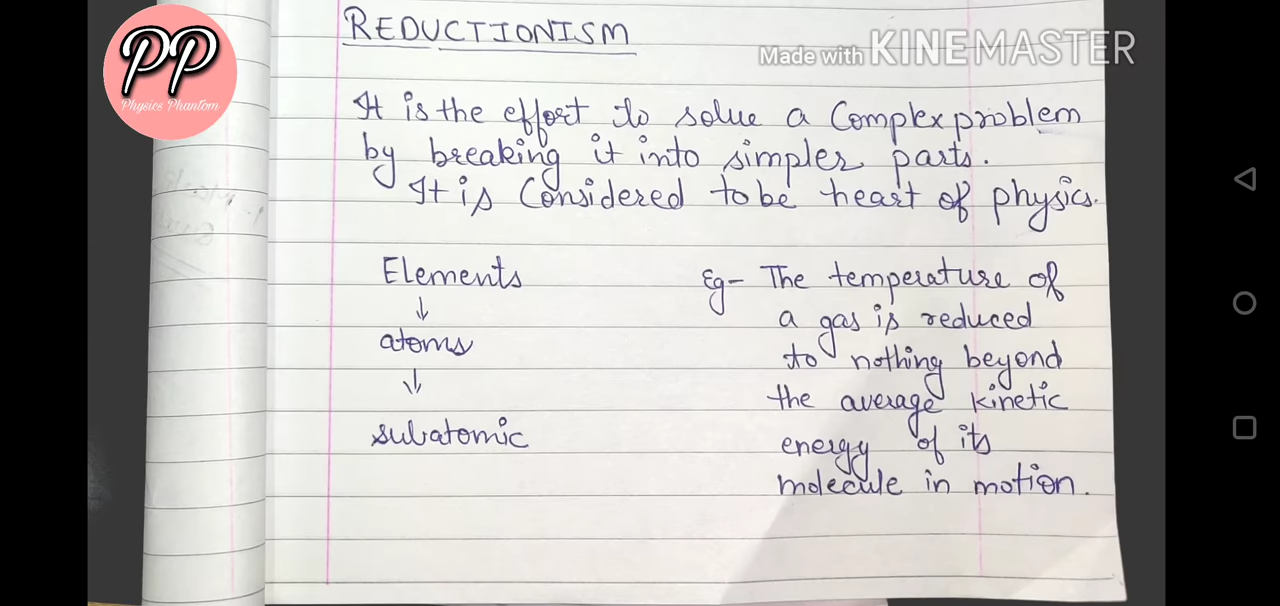 REDUCTIONISM
PP
Physics Phantom
Made with KINEMASTER
It is the effort to solve a Complex problem
by breaking it into simpler parts.
It is Considered to be heart of physics.
Elements
↓
atoms
↓
subatomic
Eg- The temperature of
a gas is reduced
to nothing beyond
the average kinetic
energy of its
molecule in motion.